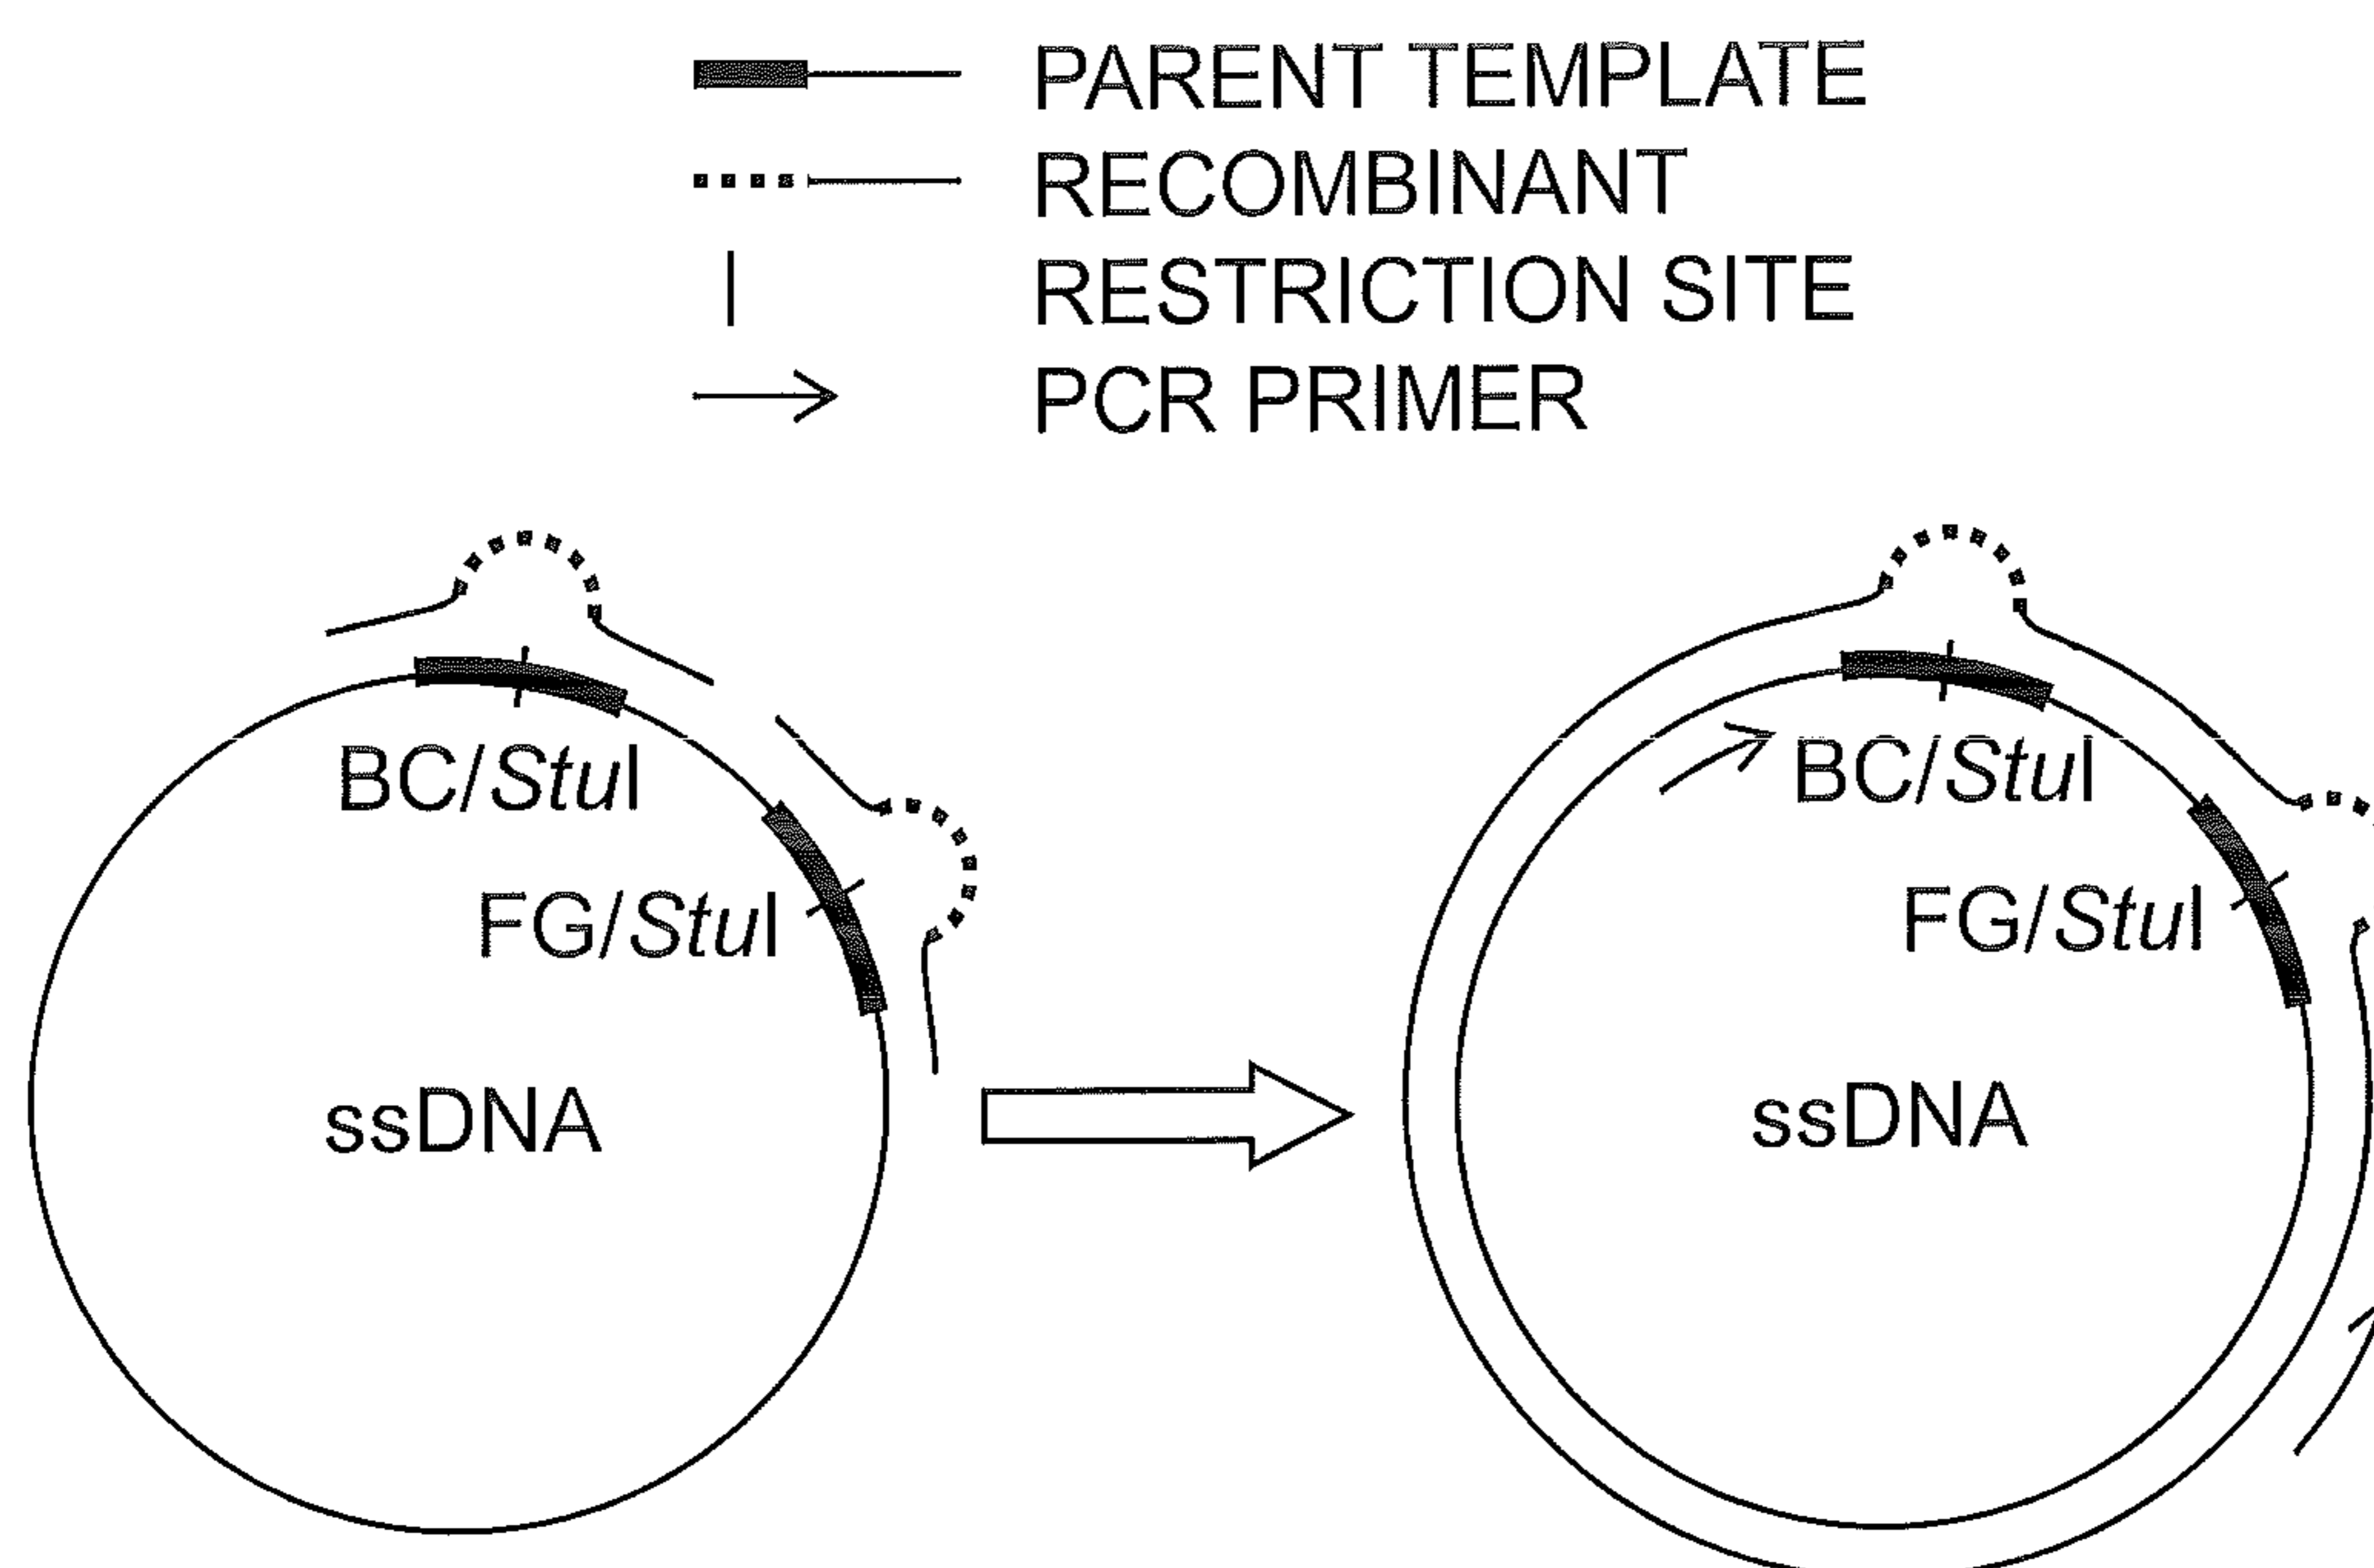 PARENT TEMPLATE
RECOMBINANT
RESTRICTION SITE
PCR PRIMER
BC/StuI
FG/StuI
ssDNA
BC/StuI
FG/StuI
ssDNA